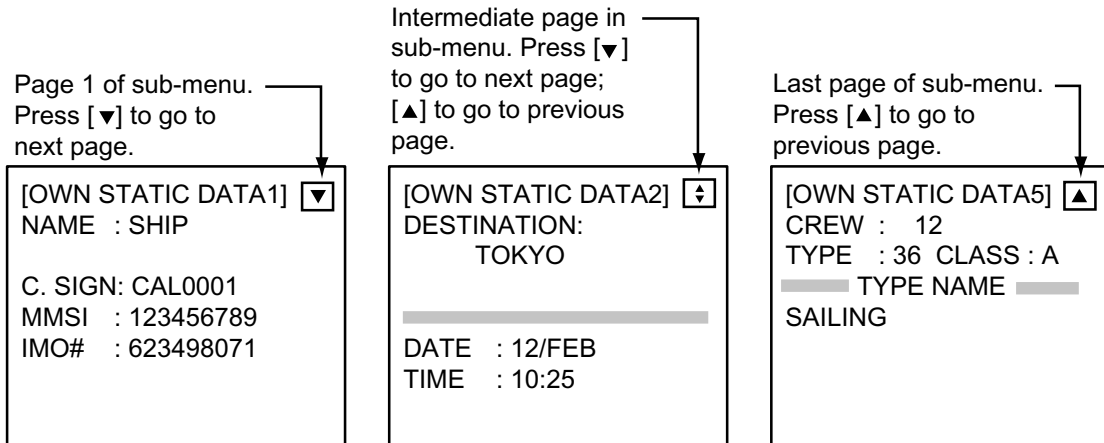 Page 1 of sub-menu.
Press [▼] to go to
next page.
[OWN STATIC DATA1] ▼
NAME : SHIP
C. SIGN: CAL0001
MMSI : 123456789
IMO# : 623498071
Intermediate page in
sub-menu. Press [▼]
to go to next page;
[▲] to go to previous
page.
[OWN STATIC DATA2]
DESTINATION:
TOKYO
DATE : 12/FEB
TIME : 10:25
Last page of sub-menu.
Press [▲] to go to
previous page.
[OWN STATIC DATA5] ▲
CREW : 12
TYPE : 36 CLASS : A
TYPE NAME
SAILING